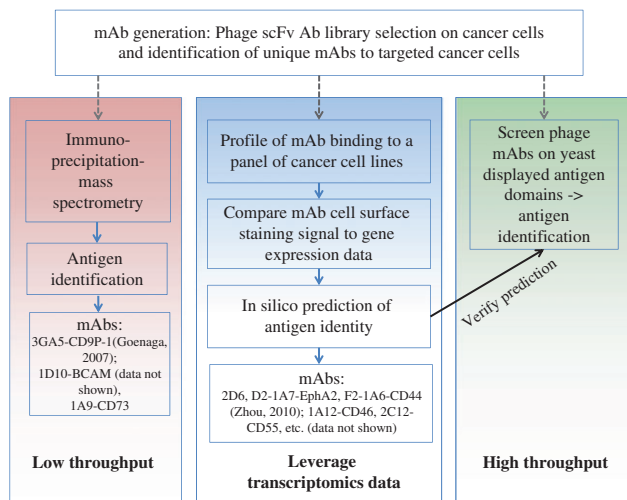 mAb generation: Phage scFv Ab library selection on cancer cells
and identification of unique mAbs to targeted cancer cells
Immuno-
precipitation-
mass
spectrometry
Antigen
identification
mAbs:
3GA5-CD9P-1(Goenaga,
2007);
1D10-BCAM (data not
shown),
1A9-CD73
Low throughput
Profile of mAb binding to a
panel of cancer cell lines
Compare mAb cell surface
staining signal to gene
expression data
In silico prediction of
antigen identity
mAbs:
2D6, D2-1A7-EphA2, F2-1A6-CD44
(Zhou, 2010); 1A12-CD46, 2C12-
CD55, etc. (data not shown)
Leverage
transcriptomics data
Screen phage
mAbs on yeast
displayed antigen
domains ->
antigen
identification
Verify prediction
High throughput